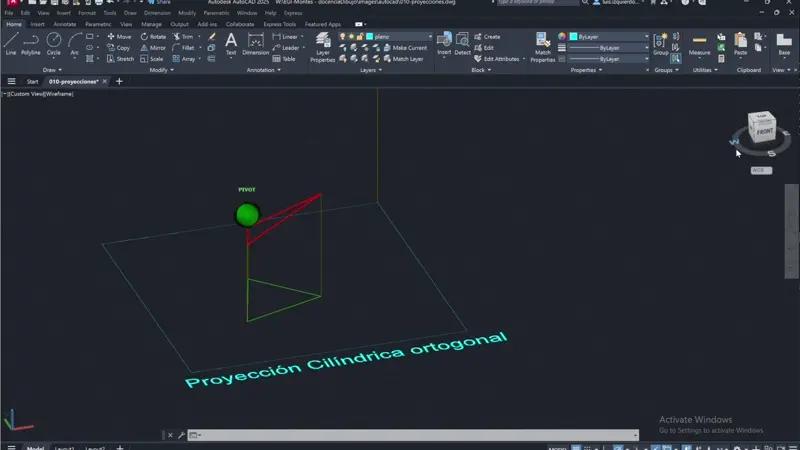 Share
Autodesk AutoCAD 2025
docenciaDibujo\images\autocad\010-proyecciones.dwg
Type a keyword or phrase
luis.izquierdo...
File Edit View Insert Format Tools Draw Dimension Modify Parametric Window Help Express
Home Insert Annotate Parametric View Manage Output Add-ins Collaborate Express Tools Featured Apps
Line Polyline Circle Arc
Move Rotate Trim
Copy Mirror Fillet
Stretch Scale Array
Text Dimension
Linear
Leader
Table
Layer Properties
plano
Make Current
Match Layer
Insert
Create
Edit
Edit Attributes
Match Properties
ByLayer
ByLayer
ByLayer
Group
Measure
Paste
Base
Draw Modify Annotation Layers Block Properties Groups Utilities Clipboard View
Start 010-proyecciones*
[−][Custom View][Wireframe]
TOP
FRONT
W
S
E
WCS
PIVOT
Proyección Cilíndrica ortogonal
Activate Windows
Go to Settings to activate Windows.
Model Layout1 Layout2
MODEL